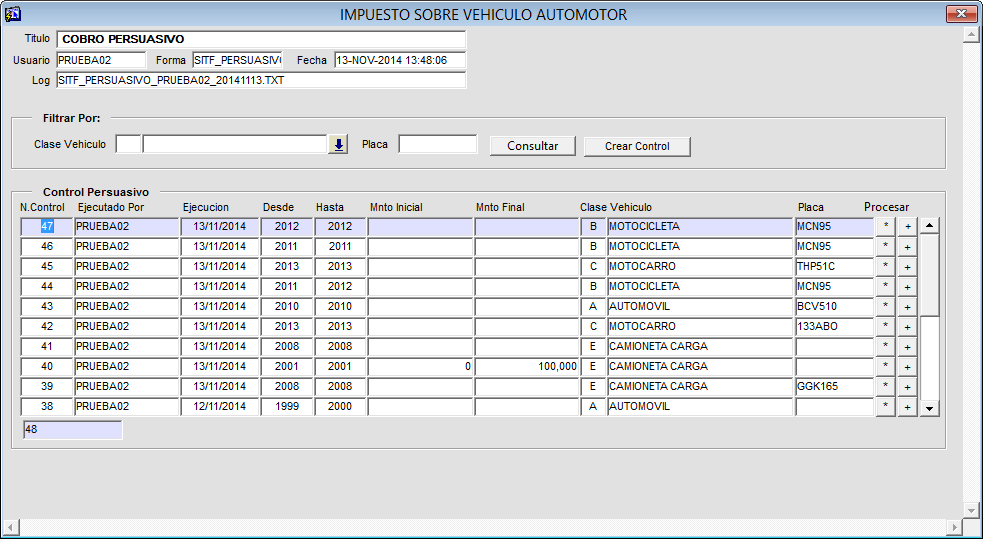 IMPUESTO SOBRE VEHICULO AUTOMOTOR
Titulo COBRO PERSUASIVO
Usuario PRUEBA02 Forma SITF_PERSUASIV Fecha 13-NOV-2014 13:48:06
Log SITF_PERSUASIVO_PRUEBA02_20141113.TXT
Filtrar Por:
Clase Vehiculo Placa Consultar Crear Control
Control Persuasivo
N.Control Ejecutado Por Ejecucion Desde Hasta Mnto Inicial Mnto Final Clase Vehiculo Placa Procesar
47 PRUEBA02 13/11/2014 2012 2012 B MOTOCICLETA MCN95 * +
46 PRUEBA02 13/11/2014 2011 2011 B MOTOCICLETA MCN95 * +
45 PRUEBA02 13/11/2014 2013 2013 C MOTOCARRO THP51C * +
44 PRUEBA02 13/11/2014 2011 2012 B MOTOCICLETA MCN95 * +
43 PRUEBA02 13/11/2014 2010 2010 A AUTOMOVIL BCV510 * +
42 PRUEBA02 13/11/2014 2013 2013 C MOTOCARRO 133ABO * +
41 PRUEBA02 13/11/2014 2008 2008 E CAMIONETA CARGA * +
40 PRUEBA02 13/11/2014 2001 2001 0 100,000 E CAMIONETA CARGA * +
39 PRUEBA02 13/11/2014 2008 2008 E CAMIONETA CARGA GGK165 * +
38 PRUEBA02 12/11/2014 1999 2000 A AUTOMOVIL * +
48